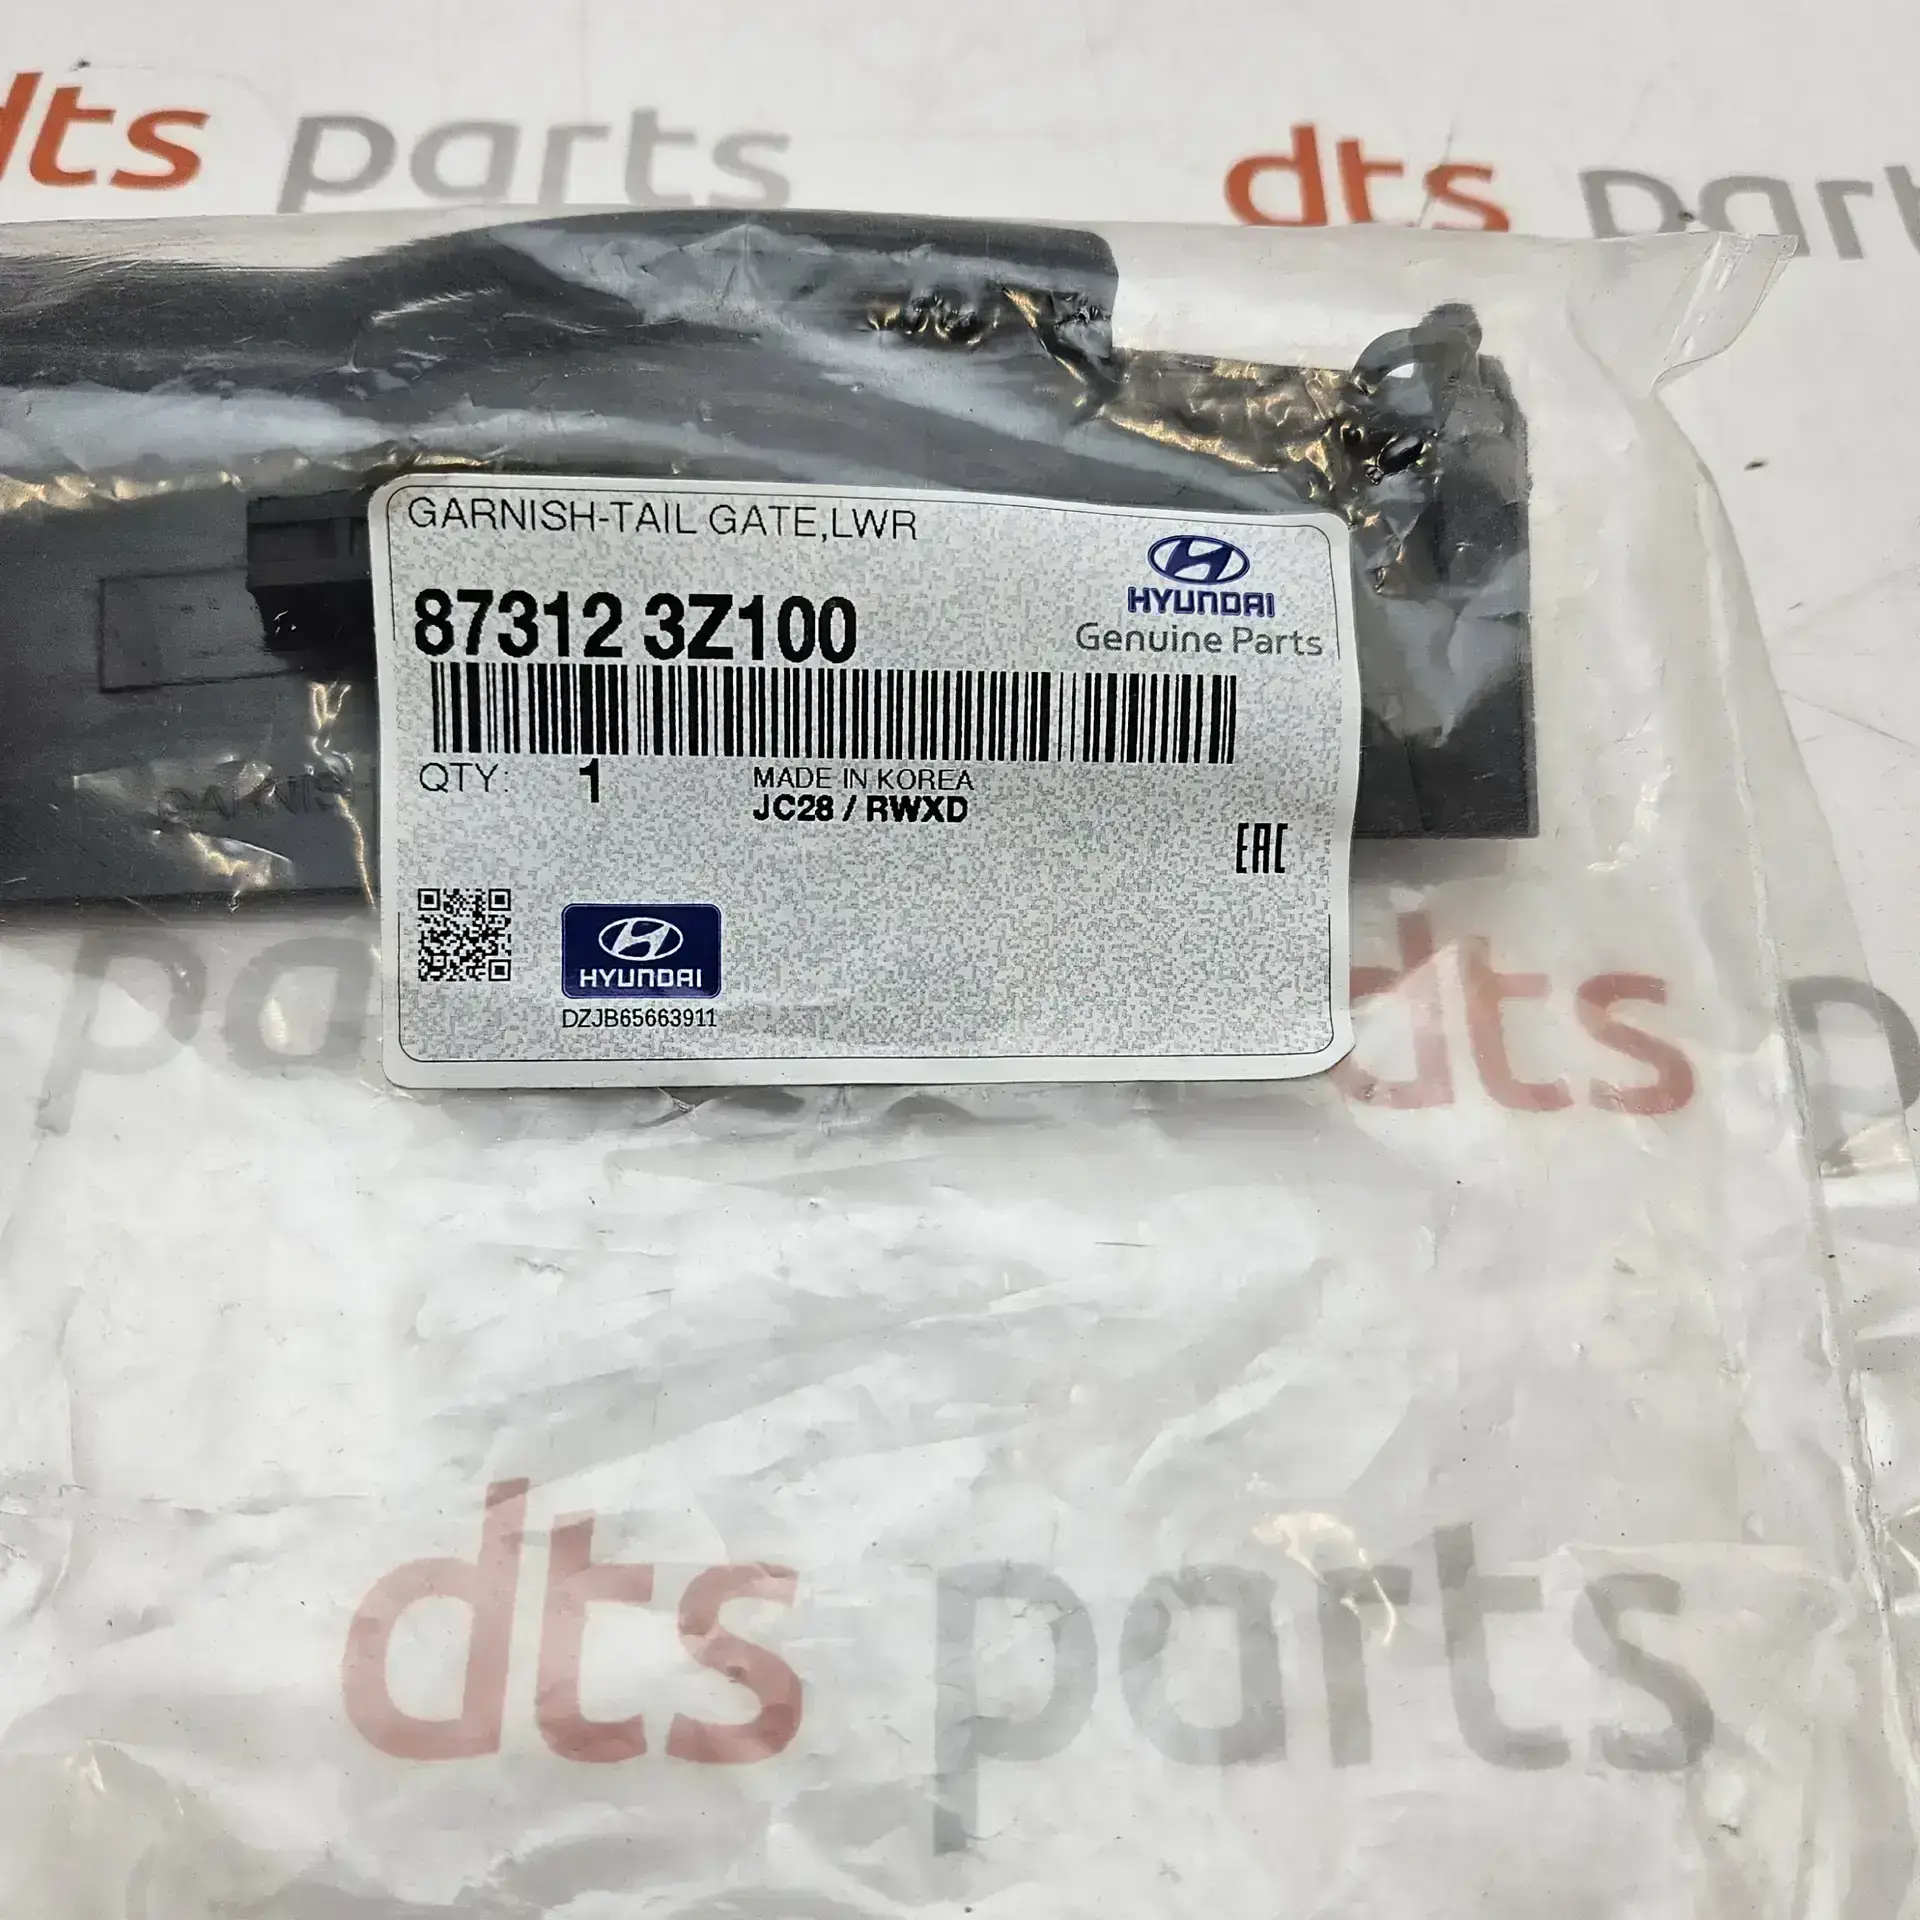 dts parts
dts part
GARNISH-TAIL GATE,LWR
HYUNDAI
87312 3Z100
Genuine Parts
QTY: 1
MADE IN KOREA
JC28 / RWXD
EAC
HYUNDAI
DZJB65663911
pa
dts p
dts parts